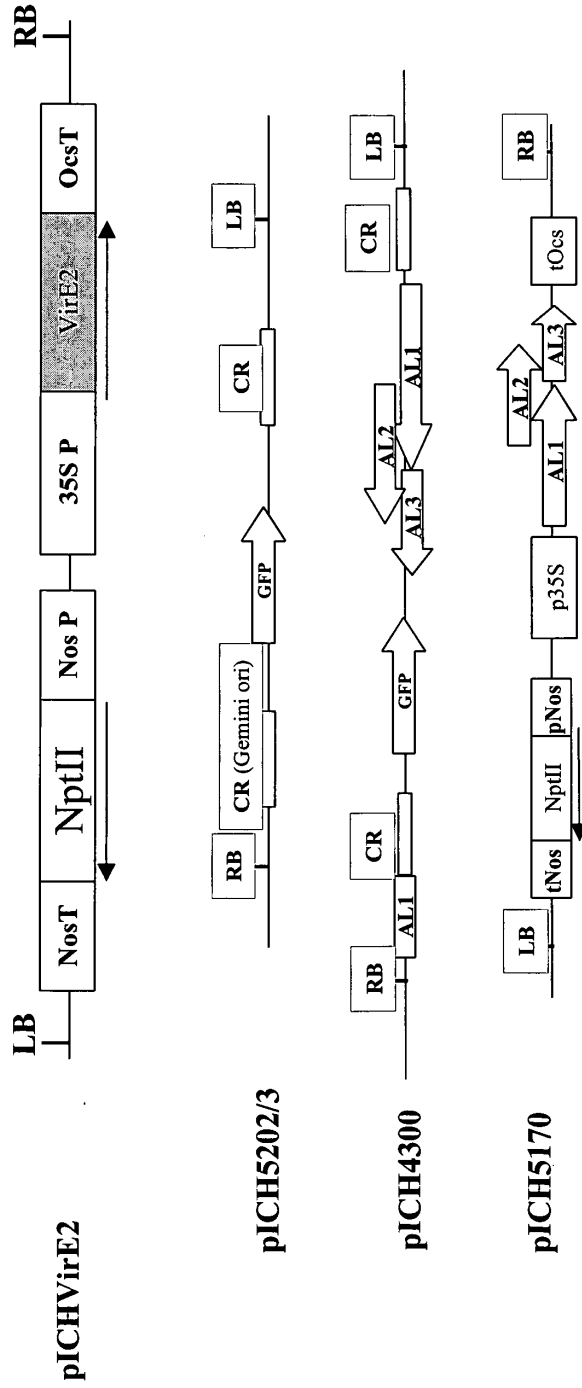 pICHVirE2
LB
NosT
NptII
Nos P
35S P
VirE2
OcsT
RB
pICH5202/3
RB
CR (Gemini ori)
GFP
CR
LB
pICH4300
RB
AL1
CR
GFP
AL3
AL2
AL1
CR
LB
pICH5170
LB
tNos
NptII
pNos
p35S
AL1
AL2
AL3
tOcs
RB